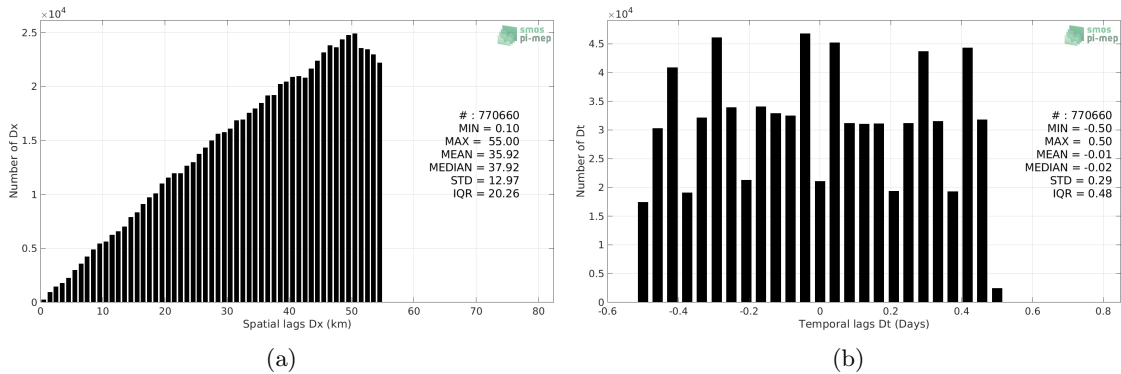 ×10⁴
2.5
2
1.5
1
0.5
0
Number of Dx
0 10 20 30 40 50 60 70 80
Spatial lags Dx (km)
smos
pi-mep
# : 770660
MIN = 0.10
MAX = 55.00
MEAN = 35.92
MEDIAN = 37.92
STD = 12.97
IQR = 20.26
(a)
×10⁴
4.5
4
3.5
3
2.5
2
1.5
1
0.5
0
Number of Dt
-0.6 -0.4 -0.2 0 0.2 0.4 0.6 0.8
Temporal lags Dt (Days)
smos
pi-mep
# : 770660
MIN = -0.50
MAX = 0.50
MEAN = -0.01
MEDIAN = -0.02
STD = 0.29
IQR = 0.48
(b)